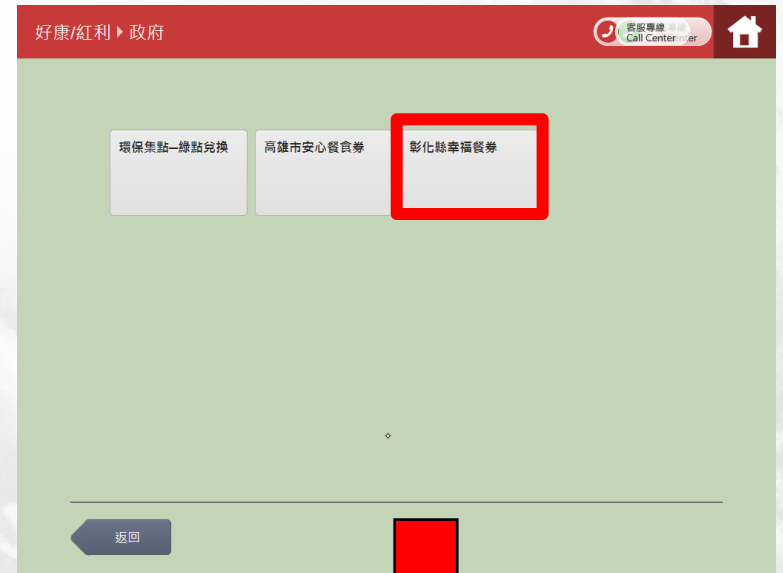 好康/紅利 ▸ 政府
客服專線
Call Center
環保集點—綠點兌換
高雄市安心餐食券
彰化縣幸福餐券
返回